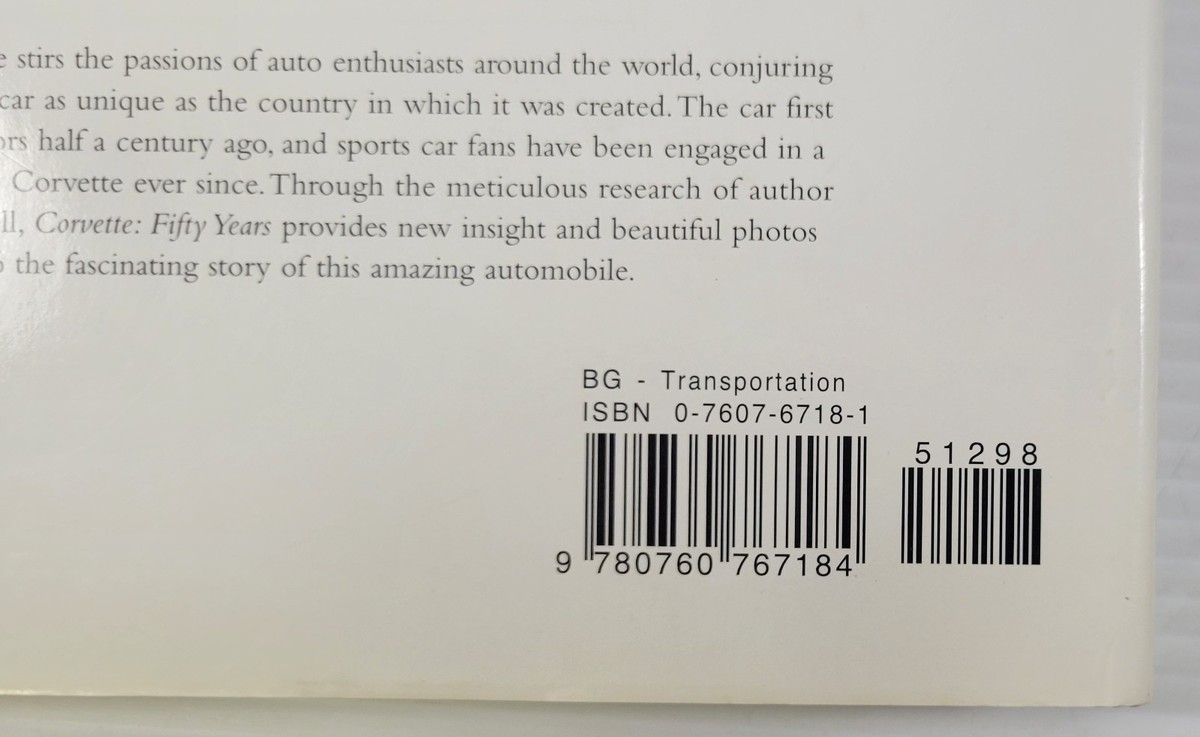 stirs the passions of auto enthusiasts around the world, conjuring
car as unique as the country in which it was created. The car first
half a century ago, and sports car fans have been engaged in a
Corvette ever since. Through the meticulous research of author
Corvette: Fifty Years provides new insight and beautiful photos
the fascinating story of this amazing automobile.
BG - Transportation
ISBN 0-7607-6718-1
51298
9 780760 767184